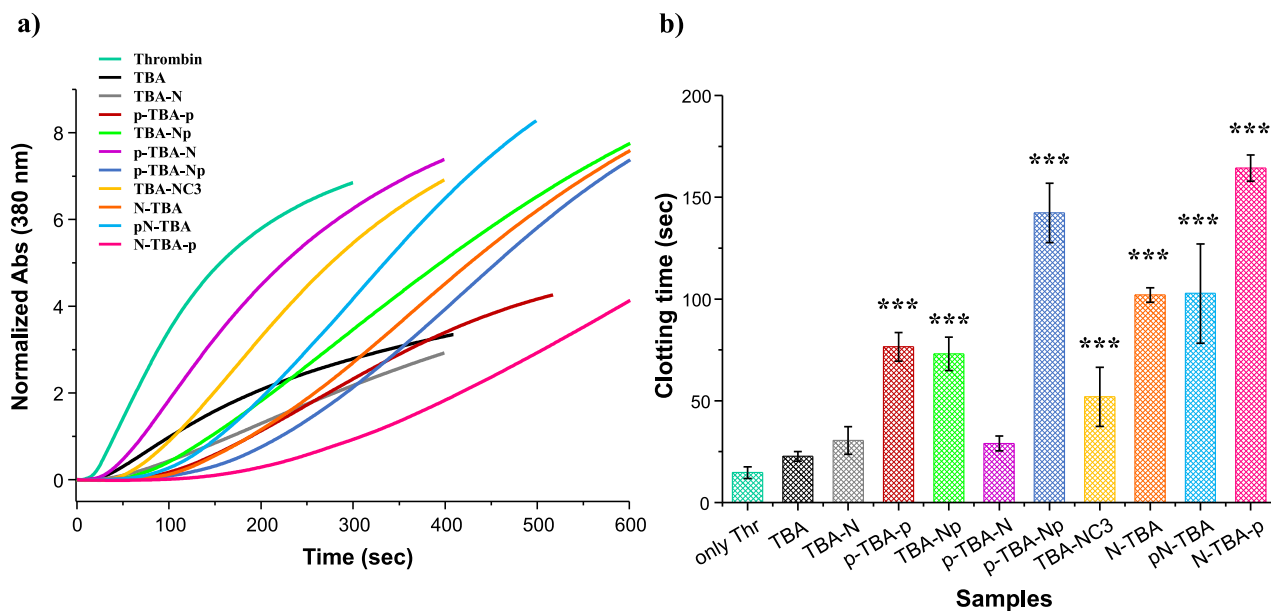 a)
Thrombin
TBA
TBA-N
p-TBA-p
TBA-Np
p-TBA-N
p-TBA-Np
TBA-NC3
N-TBA
pN-TBA
N-TBA-p
Normalized Abs (380 nm)
8
6
4
2
0
0 100 200 300 400 500 600
Time (sec)
b)
Clotting time (sec)
200
150
100
50
0
*** *** *** *** *** *** ***
only Thr TBA TBA-N p-TBA-p TBA-Np p-TBA-N p-TBA-Np TBA-NC3 N-TBA pN-TBA N-TBA-p
Samples